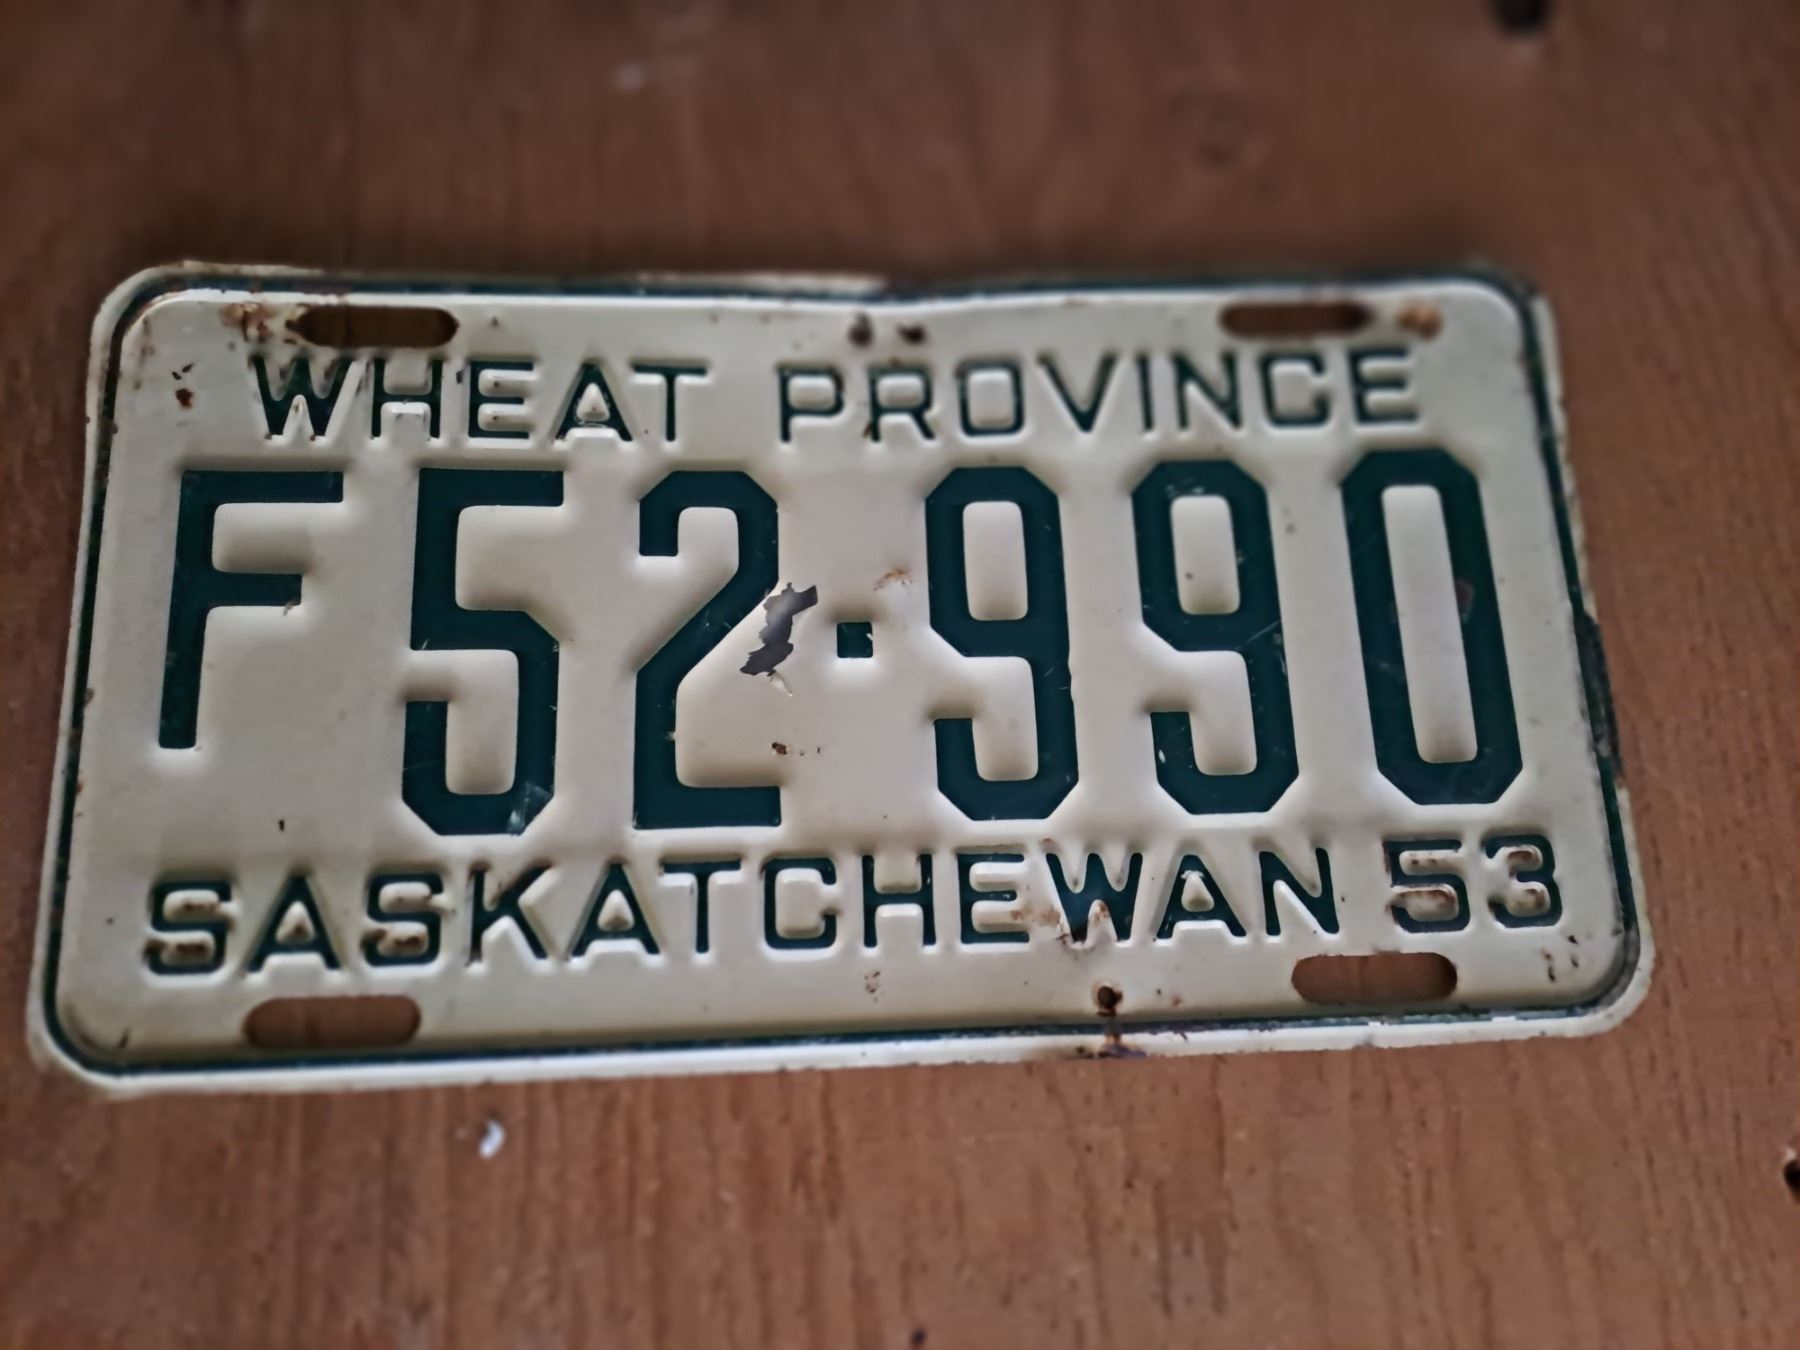 WHEAT PROVINCE
F52·990
SASKATCHEWAN 53